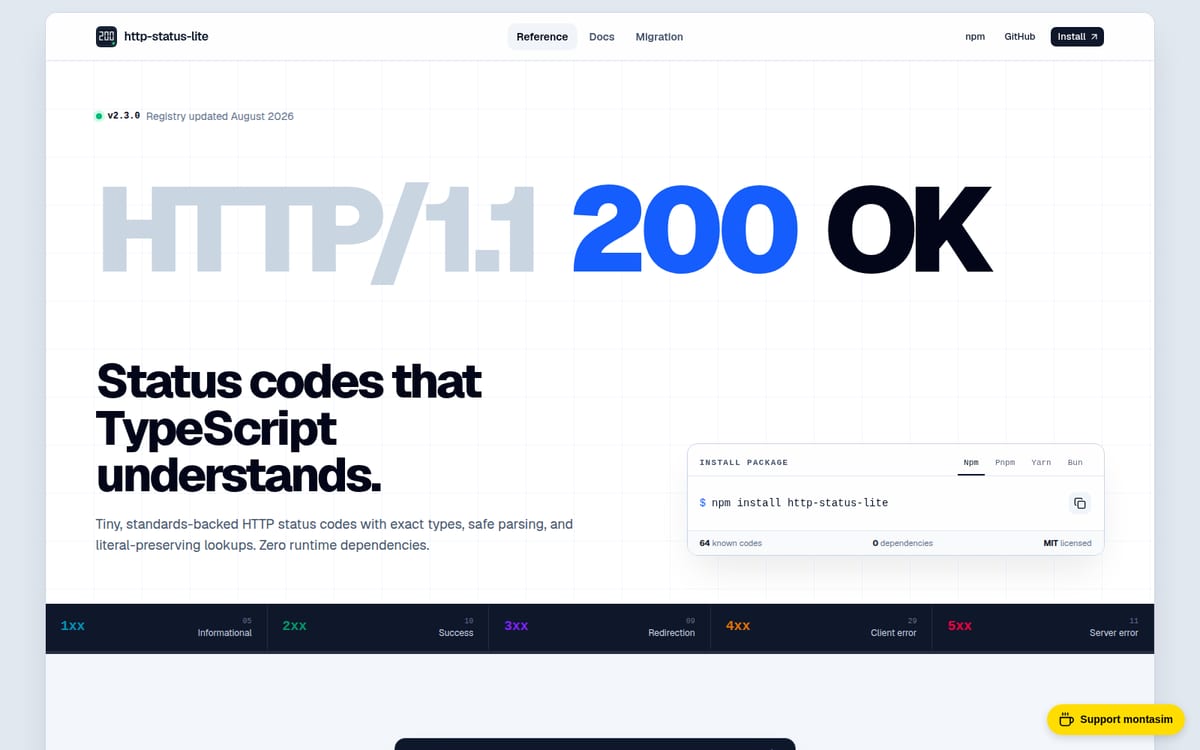 200 http-status-lite
Reference Docs Migration
npm GitHub Install
v2.3.0 Registry updated August 2026
HTTP/1.1 200 OK
Status codes that
TypeScript
understands.
Tiny, standards-backed HTTP status codes with exact types, safe parsing, and
literal-preserving lookups. Zero runtime dependencies.
INSTALL PACKAGE Npm Pnpm Yarn Bun
$ npm install http-status-lite
64 known codes 0 dependencies MIT licensed
1xx 05 Informational
2xx 10 Success
3xx 09 Redirection
4xx 29 Client error
5xx 11 Server error
Support montasim